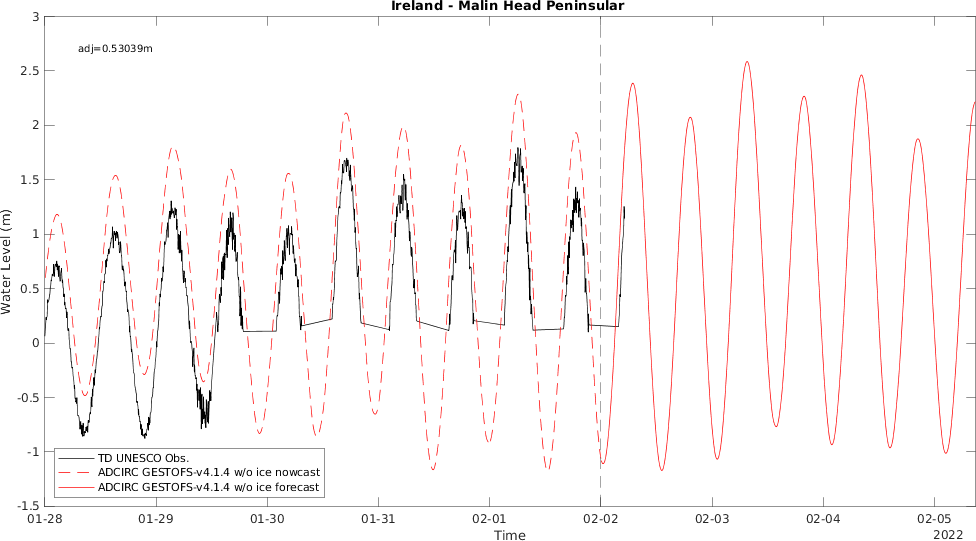 Ireland - Malin Head Peninsular
adj=0.53039m
3
2.5
2
1.5
1
0.5
0
-0.5
-1
-1.5
Water Level (m)
TD UNESCO Obs.
ADCIRC GESTOFS-v4.1.4 w/o ice nowcast
ADCIRC GESTOFS-v4.1.4 w/o ice forecast
01-28 01-29 01-30 01-31 02-01 02-02 02-03 02-04 02-05
Time
2022